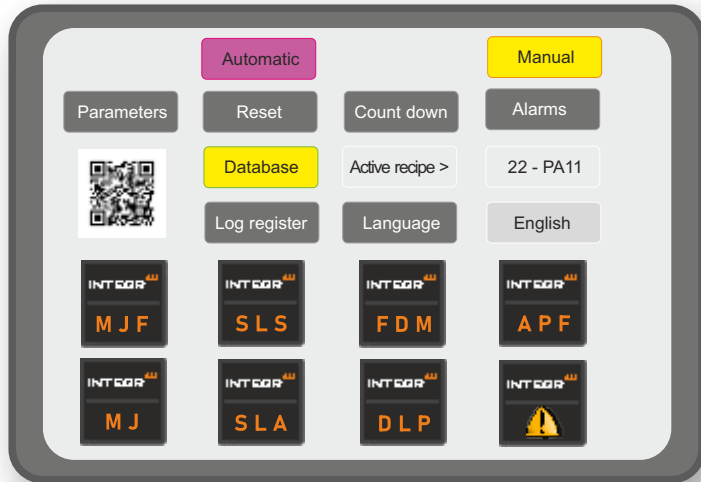 Automatic Manual
Parameters Reset Count down Alarms
Database Active recipe > 22 - PA11
Log register Language English
INTEGR INTEGR INTEGR INTEGR
MJF SLS FDM APF
INTEGR INTEGR INTEGR INTEGR
MJ SLA DLP